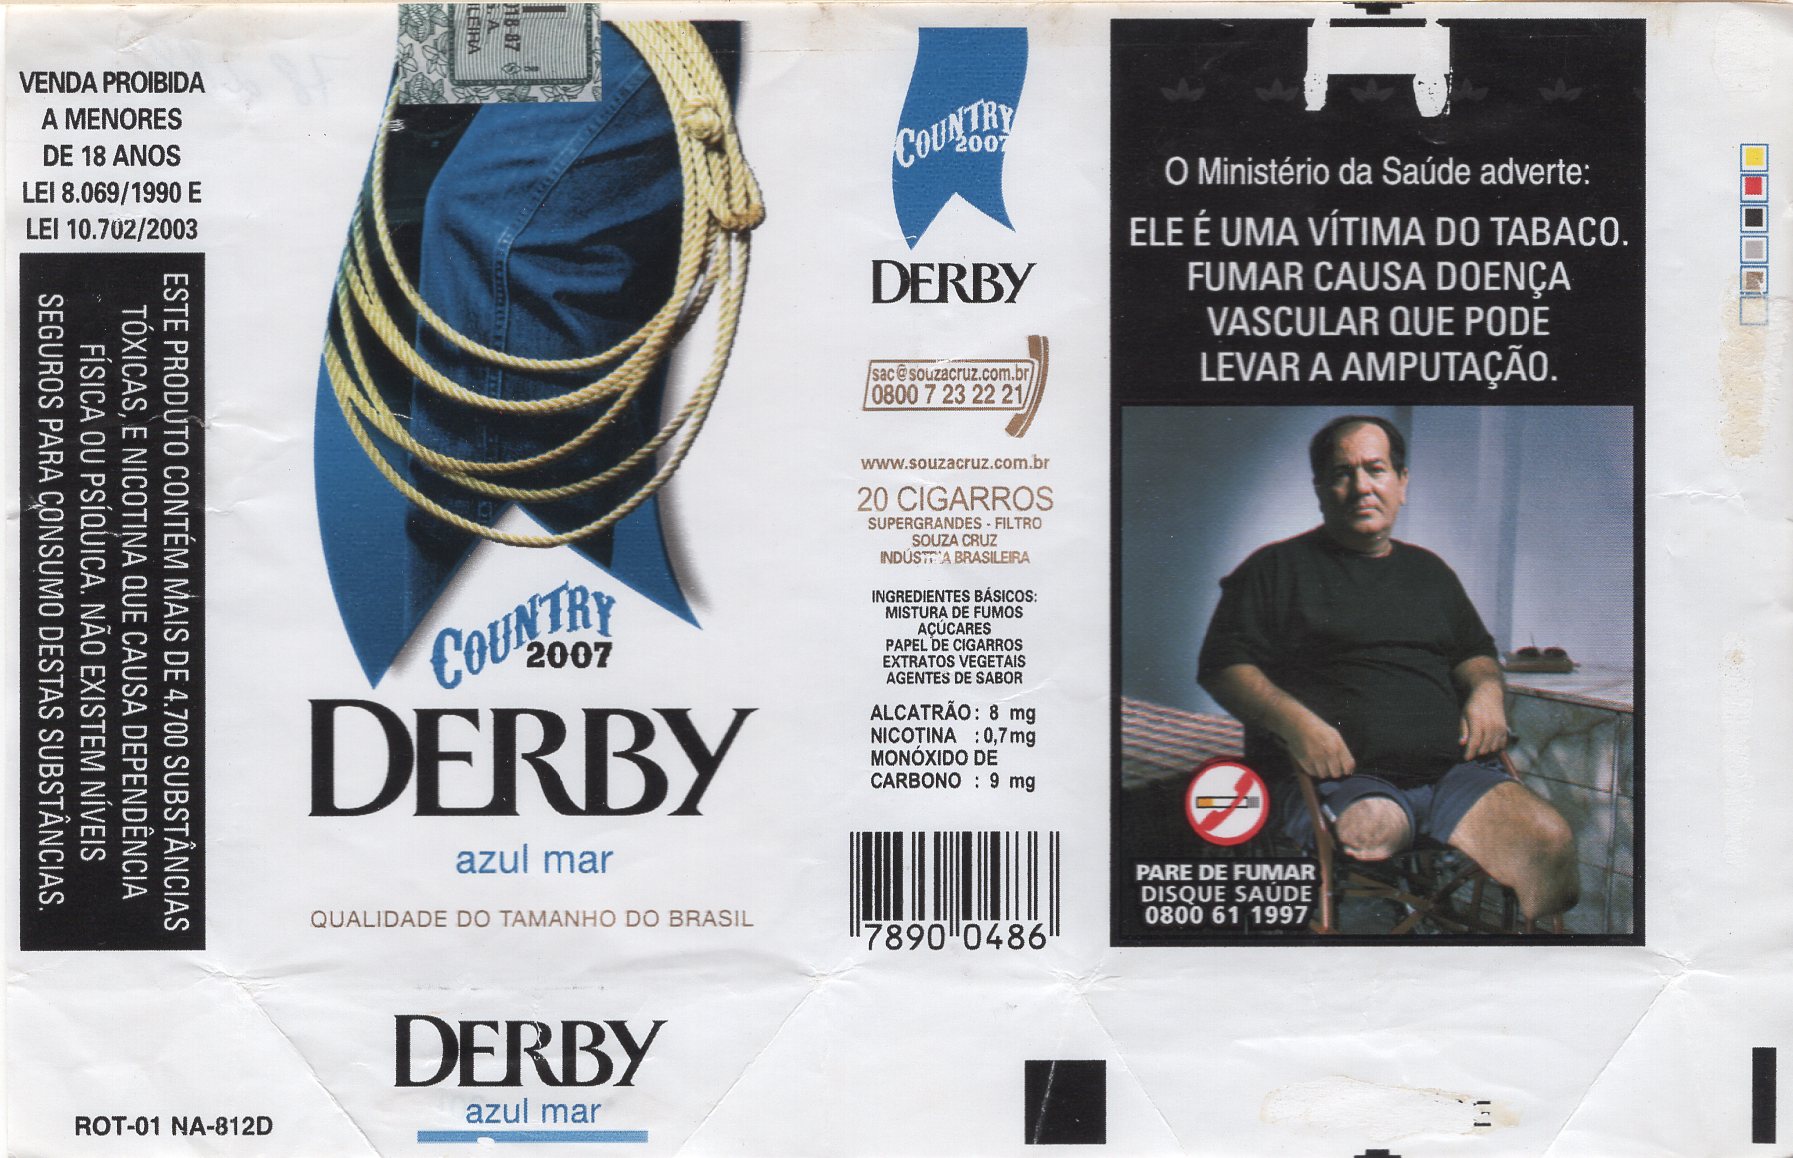 VENDA PROIBIDA
A MENORES
DE 18 ANOS
LEI 8.069/1990 E
LEI 10.702/2003
ESTE PRODUTO CONTÉM MAIS DE 4.700 SUBSTÂNCIAS
TÓXICAS, E NICOTINA QUE CAUSA DEPENDÊNCIA
FÍSICA OU PSÍQUICA. NÃO EXISTEM NÍVEIS
SEGUROS PARA CONSUMO DESTAS SUBSTÂNCIAS.
COUNTRY
2007
DERBY
azul mar
QUALIDADE DO TAMANHO DO BRASIL
DERBY
azul mar
ROT-01 NA-812D
COUNTRY
2007
DERBY
sac@souzacruz.com.br
0800 7 23 22 21
www.souzacruz.com.br
20 CIGARROS
SUPERGRANDES - FILTRO
SOUZA CRUZ
INDÚSTRIA BRASILEIRA
INGREDIENTES BÁSICOS:
MISTURA DE FUMOS
AÇÚCARES
PAPEL DE CIGARROS
EXTRATOS VEGETAIS
AGENTES DE SABOR
ALCATRÃO : 8 mg
NICOTINA : 0,7 mg
MONÓXIDO DE
CARBONO : 9 mg
7890 0486
O Ministério da Saúde adverte:
ELE É UMA VÍTIMA DO TABACO.
FUMAR CAUSA DOENÇA
VASCULAR QUE PODE
LEVAR A AMPUTAÇÃO.
PARE DE FUMAR
DISQUE SAÚDE
0800 61 1997